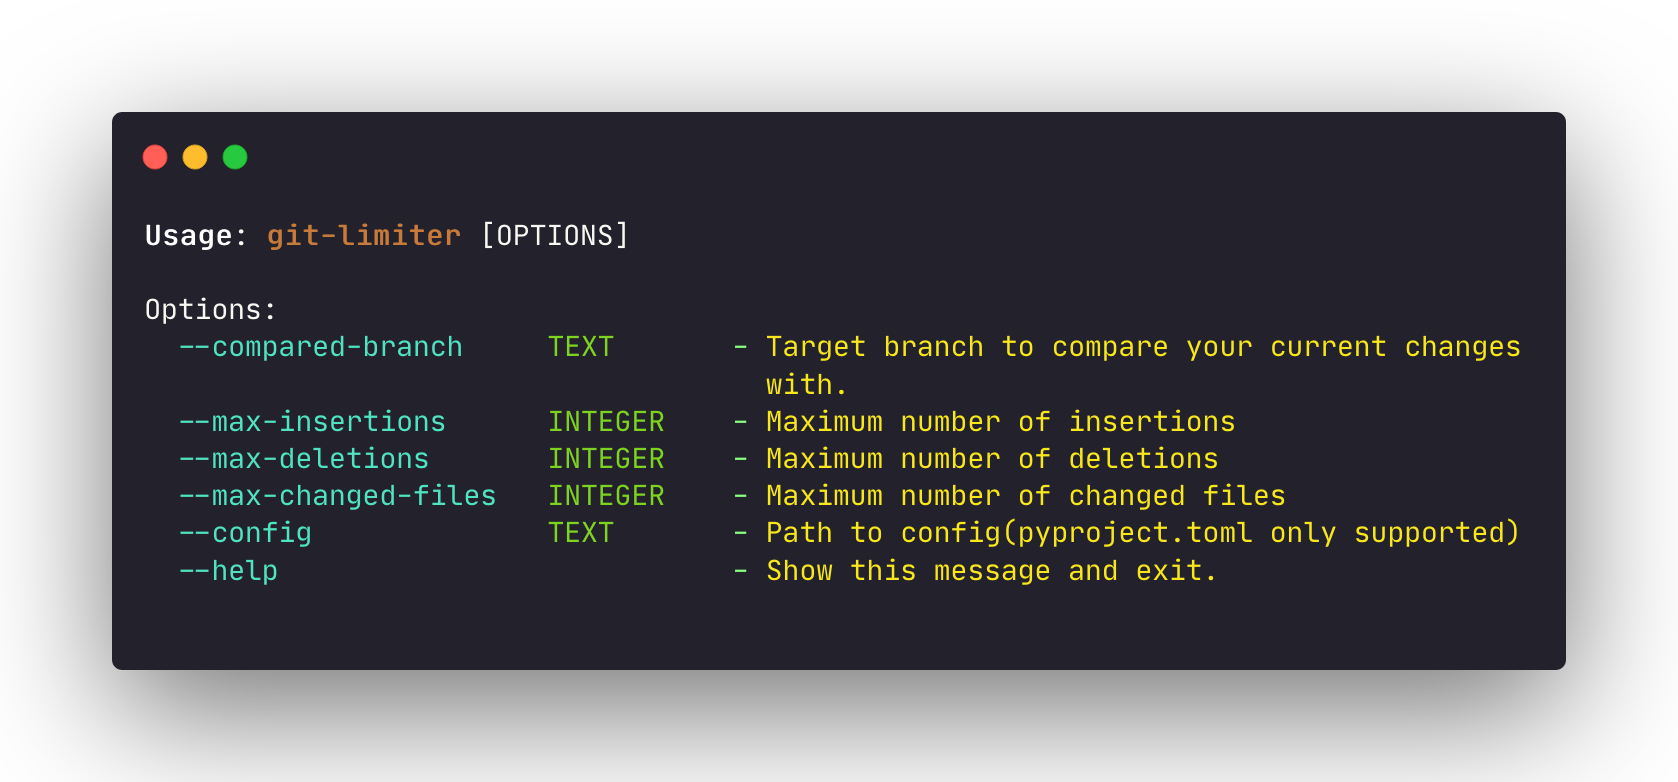 Usage: git-limiter [OPTIONS]
Options:
--compared-branch TEXT - Target branch to compare your current changes
with.
--max-insertions INTEGER - Maximum number of insertions
--max-deletions INTEGER - Maximum number of deletions
--max-changed-files INTEGER - Maximum number of changed files
--config TEXT - Path to config(pyproject.toml only supported)
--help - Show this message and exit.